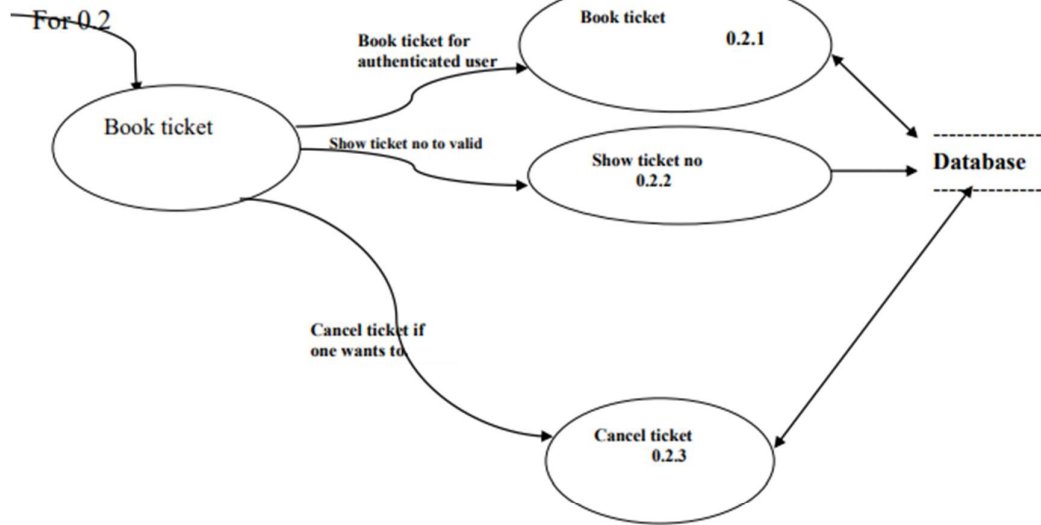 For 0.2
Book ticket
0.2.1
Book ticket for
authenticated user
Book ticket
Show ticket no to valid
Show ticket no
0.2.2
Database
Cancel ticket if
one wants to
Cancel ticket
0.2.3